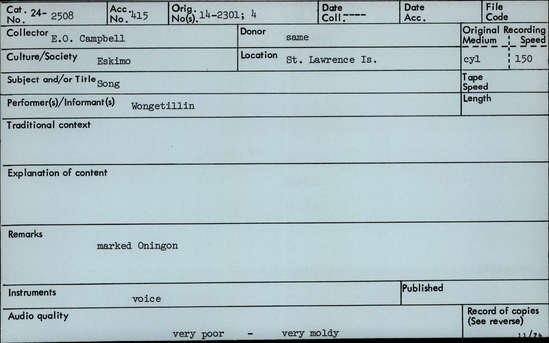 Cat. No. 24-2508 Acc. No. 415 Orig. No(s). 14-2301; 4 Date Coll. ---- Date Acc. File Code
Collector E.O. Campbell Donor same Original Recording Medium Speed
Culture/Society Eskimo Location St. Lawrence Is. cyl 150
Subject and/or Title Song Tape Speed
Performer(s)/Informant(s) Wongetillin Length
Traditional context
Explanation of content
Remarks
marked Oningon
Instruments voice Published
Audio quality Record of copies (See reverse)
very poor - very moldy